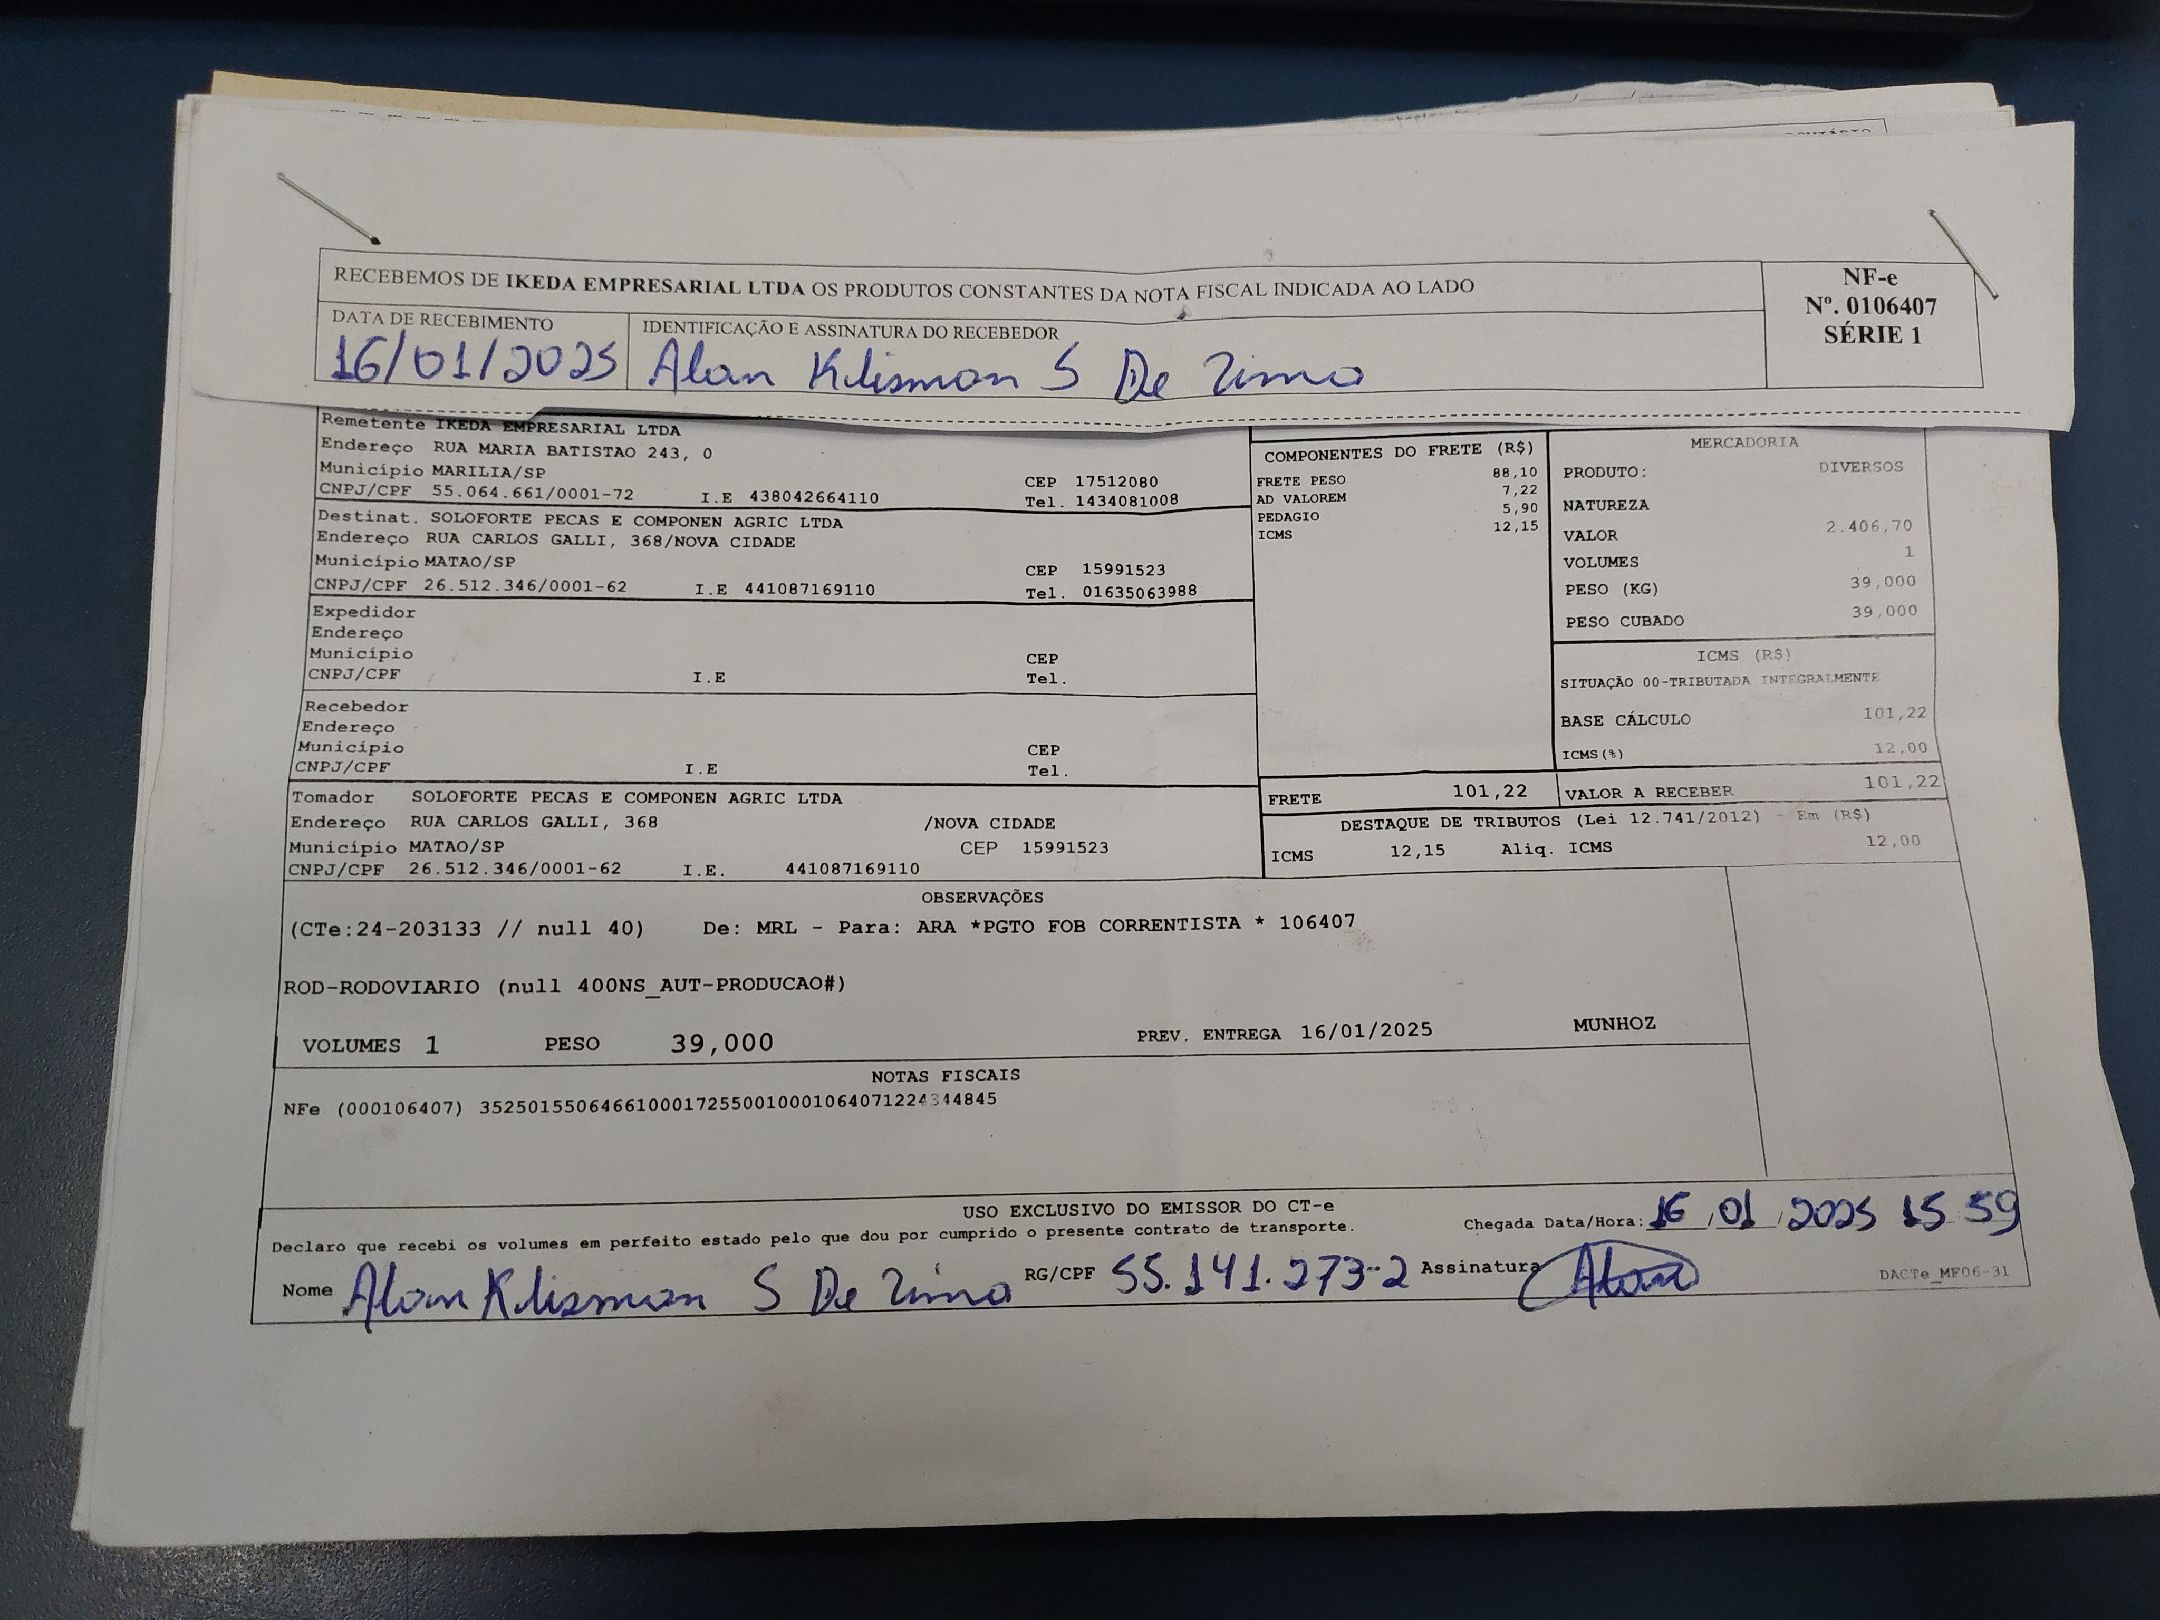 RECEBEMOS DE IKEDA EMPRESARIAL LTDA OS PRODUTOS CONSTANTES DA NOTA FISCAL INDICADA AO LADO
NF-e
Nº. 0106407
SÉRIE 1
DATA DE RECEBIMENTO
16/01/2025
IDENTIFICAÇÃO E ASSINATURA DO RECEBEDOR
Alan Klisman S De Lima
Remetente IKEDA EMPRESARIAL LTDA
Endereço RUA MARIA BATISTAO 243, 0
Município MARILIA/SP CEP 17512080
CNPJ/CPF 55.064.661/0001-72 I.E 438042664110 Tel. 1434081008
Destinat. SOLOFORTE PECAS E COMPONEN AGRIC LTDA
Endereço RUA CARLOS GALLI, 368/NOVA CIDADE
Município MATAO/SP CEP 15991523
CNPJ/CPF 26.512.346/0001-62 I.E 441087169110 Tel. 01635063988
Expedidor
Endereço
Município CEP
CNPJ/CPF I.E Tel.
Recebedor
Endereço
Município CEP
CNPJ/CPF I.E Tel.
Tomador SOLOFORTE PECAS E COMPONEN AGRIC LTDA
Endereço RUA CARLOS GALLI, 368 /NOVA CIDADE
Município MATAO/SP CEP 15991523
CNPJ/CPF 26.512.346/0001-62 I.E. 441087169110
COMPONENTES DO FRETE (R$)
FRETE PESO 88,10
AD VALOREM 7,22
PEDAGIO 5,90
ICMS 12,15
MERCADORIA
PRODUTO: DIVERSOS
NATUREZA
VALOR 2.406,70
VOLUMES 1
PESO (KG) 39,000
PESO CUBADO 39,000
ICMS (R$)
SITUAÇÃO 00-TRIBUTADA INTEGRALMENTE
BASE CÁLCULO 101,22
ICMS(%) 12,00
FRETE 101,22 VALOR A RECEBER 101,22
DESTAQUE DE TRIBUTOS (Lei 12.741/2012) - Em (R$)
ICMS 12,15 Aliq. ICMS 12,00
OBSERVAÇÕES
(CTe:24-203133 // null 40) De: MRL - Para: ARA *PGTO FOB CORRENTISTA * 106407
ROD-RODOVIARIO (null 400NS_AUT-PRODUCAO#)
VOLUMES 1 PESO 39,000 PREV. ENTREGA 16/01/2025 MUNHOZ
NOTAS FISCAIS
NFe (000106407) 35250155064661000172550010001064071224344845
USO EXCLUSIVO DO EMISSOR DO CT-e
Declaro que recebi os volumes em perfeito estado pelo que dou por cumprido o presente contrato de transporte. Chegada Data/Hora: 16/01/2025 15 59
Nome Alan Klisman S De Lima RG/CPF 55.141.273-2 Assinatura Alan
DACTe_MF06-31